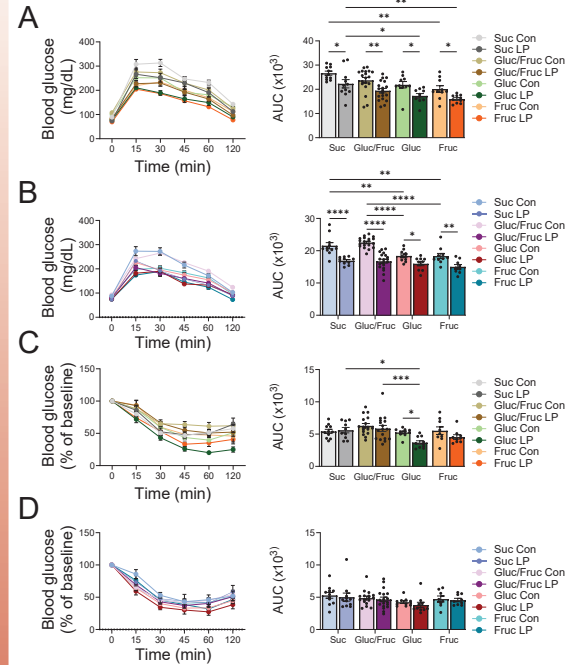 A
Blood glucose
mg/dL)
400
300
200
100
0
0 15 30 45 60 120
Time (min)
AUC (x10³)
40
30
20
10
0
**
**
*
* ** * *
Suc Gluc/Fruc Gluc Fruc
Suc Con
Suc LP
Gluc/Fruc Con
Gluc/Fruc LP
Gluc Con
Gluc LP
Fruc Con
Fruc LP
B
Blood glucose
mg/dL)
400
300
200
100
0
0 15 30 45 60 120
Time (min)
AUC (x10³)
30
20
10
0
**
**
****
****
**** **** * **
Suc Gluc/Fruc Gluc Fruc
Suc Con
Suc LP
Gluc/Fruc Con
Gluc/Fruc LP
Gluc Con
Gluc LP
Fruc Con
Fruc LP
C
Blood glucose
(% of baseline)
150
100
50
0
0 15 30 45 60 120
Time (min)
AUC (x10³)
15
10
5
0
*
***
*
Suc Gluc/Fruc Gluc Fruc
Suc Con
Suc LP
Gluc/Fruc Con
Gluc/Fruc LP
Gluc Con
Gluc LP
Fruc Con
Fruc LP
D
Blood glucose
(% of baseline)
150
100
50
0
0 15 30 45 60 120
Time (min)
AUC (x10³)
15
10
5
0
Suc Gluc/Fruc Gluc Fruc
Suc Con
Suc LP
Gluc/Fruc Con
Gluc/Fruc LP
Gluc Con
Gluc LP
Fruc Con
Fruc LP